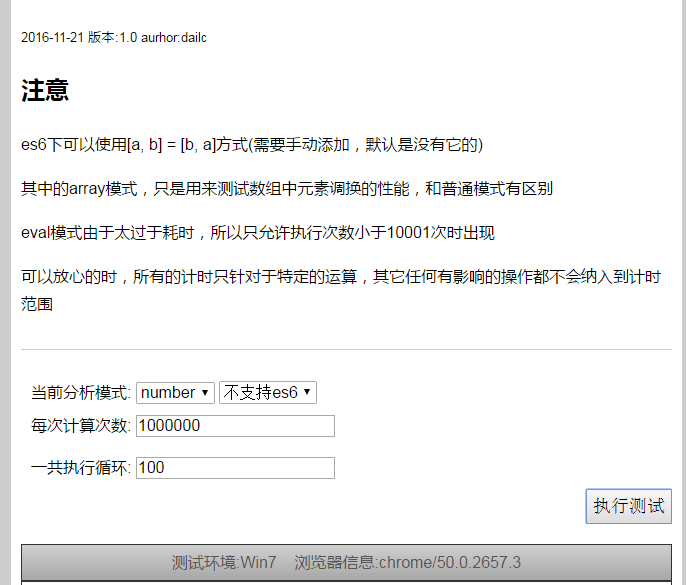 2016-11-21 版本:1.0 aurhor:dailc
注意
es6下可以使用[a, b] = [b, a]方式(需要手动添加，默认是没有它的)
其中的array模式，只是用来测试数组中元素调换的性能，和普通模式有区别
eval模式由于太过于耗时，所以只允许执行次数小于10001次时出现
可以放心的时，所有的计时只针对于特定的运算，其它任何有影响的操作都不会纳入到计时
范围
当前分析模式: number 不支持es6
每次计算次数: 1000000
一共执行循环: 100
执行测试
测试环境:Win7 浏览器信息:chrome/50.0.2657.3